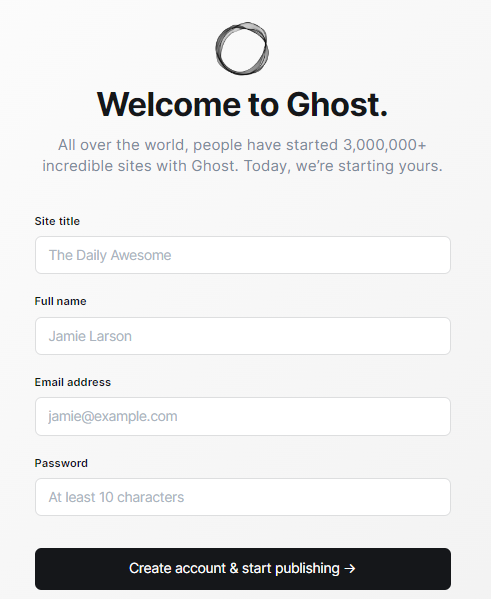 Welcome to Ghost.
All over the world, people have started 3,000,000+
incredible sites with Ghost. Today, we’re starting yours.
Site title
The Daily Awesome
Full name
Jamie Larson
Email address
jamie@example.com
Password
At least 10 characters
Create account & start publishing →